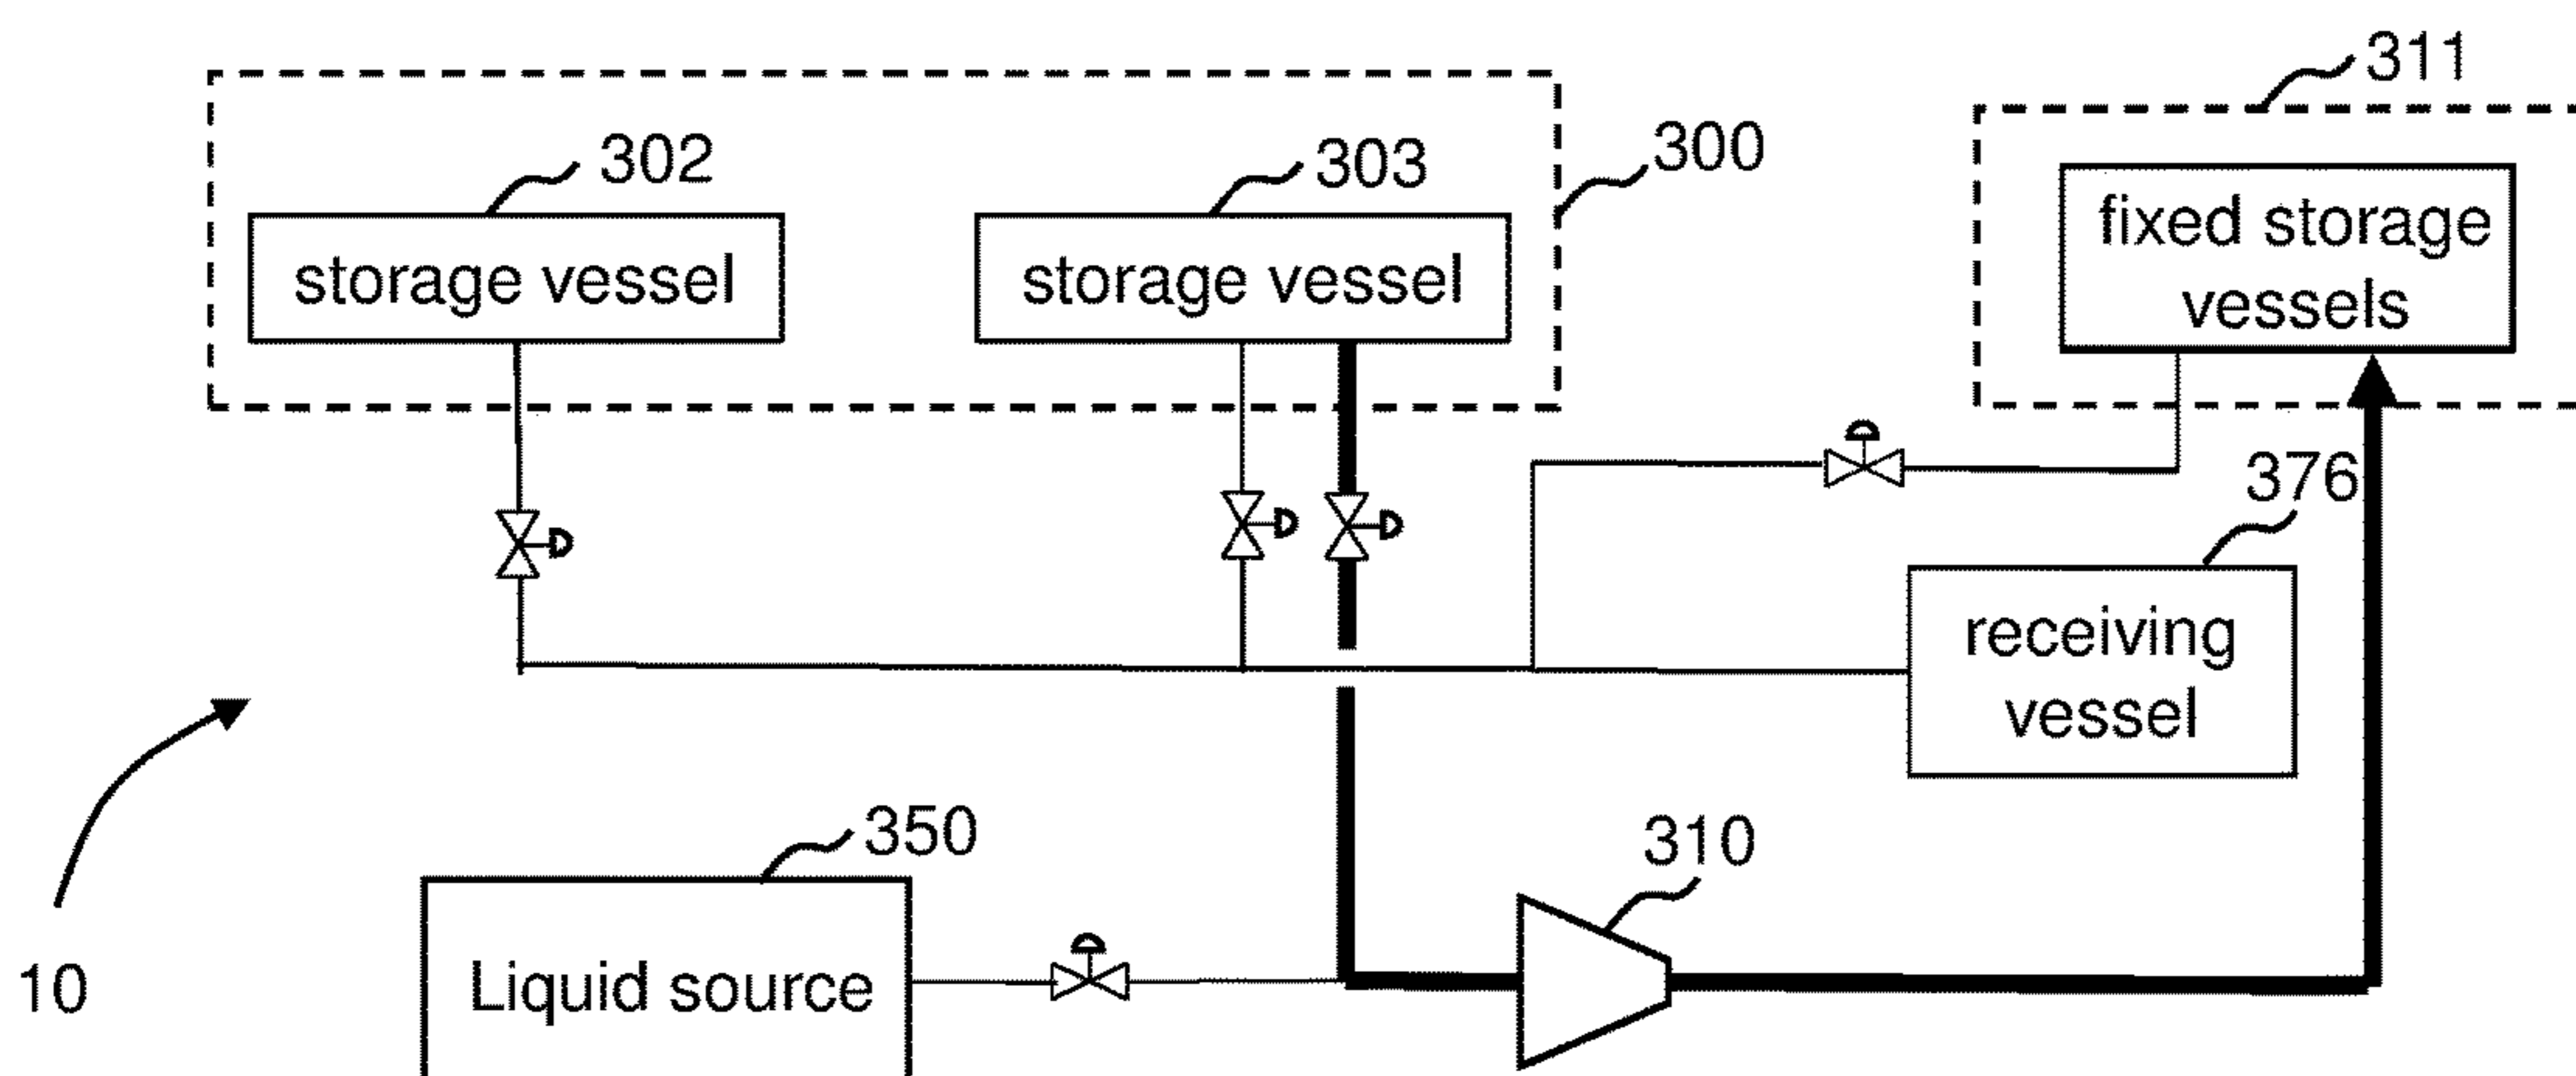 311
300
302
303
storage vessel
storage vessel
fixed storage
vessels
376
receiving
vessel
350
310
Liquid source
10